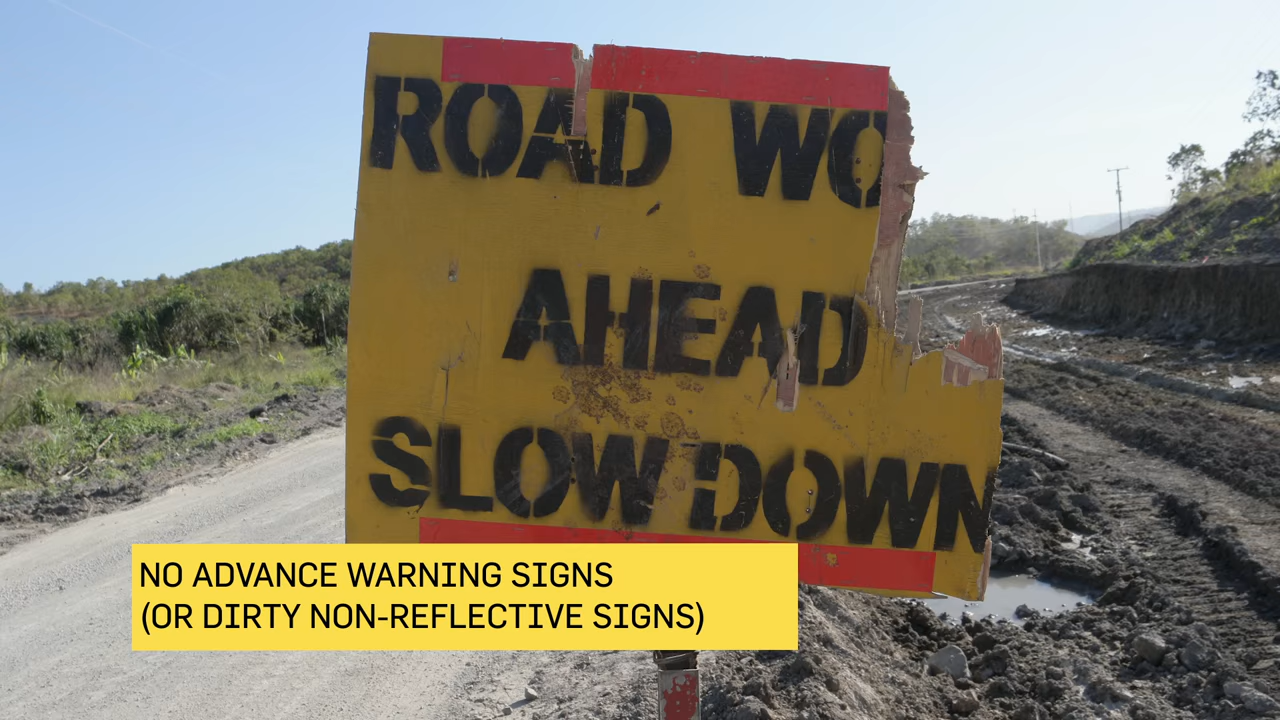 ROAD WO
AHEAD
SLOW DOWN
NO ADVANCE WARNING SIGNS
(OR DIRTY NON-REFLECTIVE SIGNS)